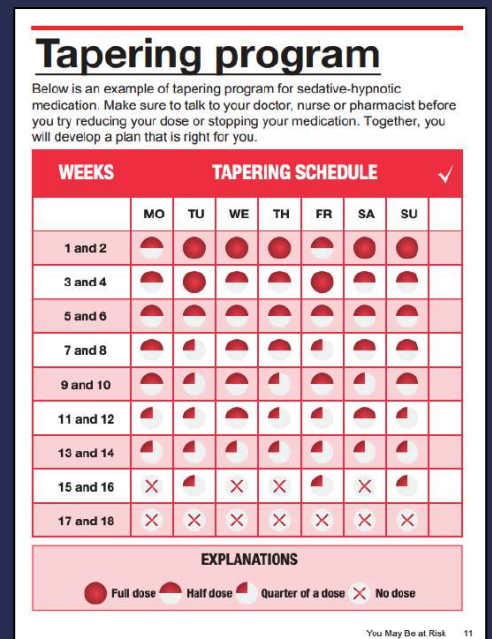 Tapering program
Below is an example of tapering program for sedative-hypnotic
medication. Make sure to talk to your doctor, nurse or pharmacist before
you try reducing your dose or stopping your medication. Together, you
will develop a plan that is right for you.
WEEKS TAPERING SCHEDULE ✓
MO TU WE TH FR SA SU
1 and 2
3 and 4
5 and 6
7 and 8
9 and 10
11 and 12
13 and 14
15 and 16
17 and 18
EXPLANATIONS
Full dose Half dose Quarter of a dose No dose
You May Be at Risk 11